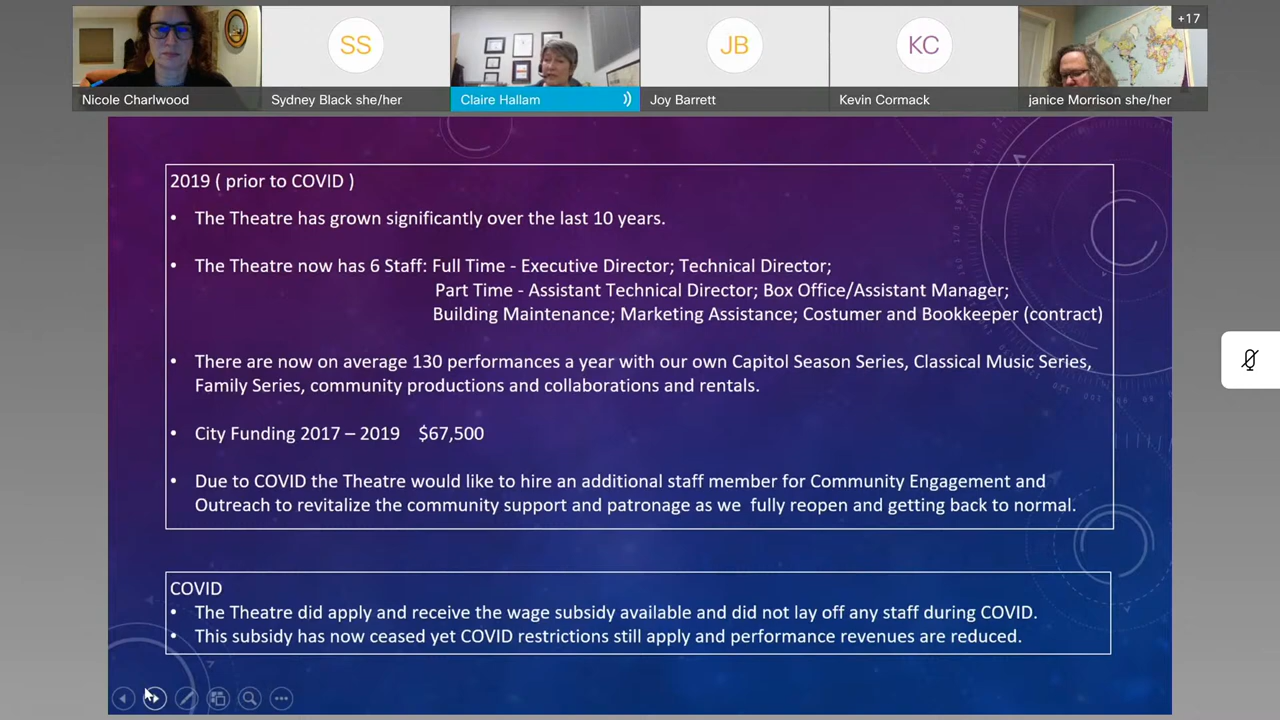 +17
SS
JB
KC
Nicole Charlwood
Sydney Black she/her
Claire Hallam
Joy Barrett
Kevin Cormack
janice Morrison she/her
2019 ( prior to COVID )
• The Theatre has grown significantly over the last 10 years.
• The Theatre now has 6 Staff: Full Time - Executive Director; Technical Director;
Part Time - Assistant Technical Director; Box Office/Assistant Manager;
Building Maintenance; Marketing Assistance; Costumer and Bookkeeper (contract)
• There are now on average 130 performances a year with our own Capitol Season Series, Classical Music Series,
Family Series, community productions and collaborations and rentals.
• City Funding 2017 – 2019 $67,500
• Due to COVID the Theatre would like to hire an additional staff member for Community Engagement and
Outreach to revitalize the community support and patronage as we fully reopen and getting back to normal.
COVID
• The Theatre did apply and receive the wage subsidy available and did not lay off any staff during COVID.
• This subsidy has now ceased yet COVID restrictions still apply and performance revenues are reduced.